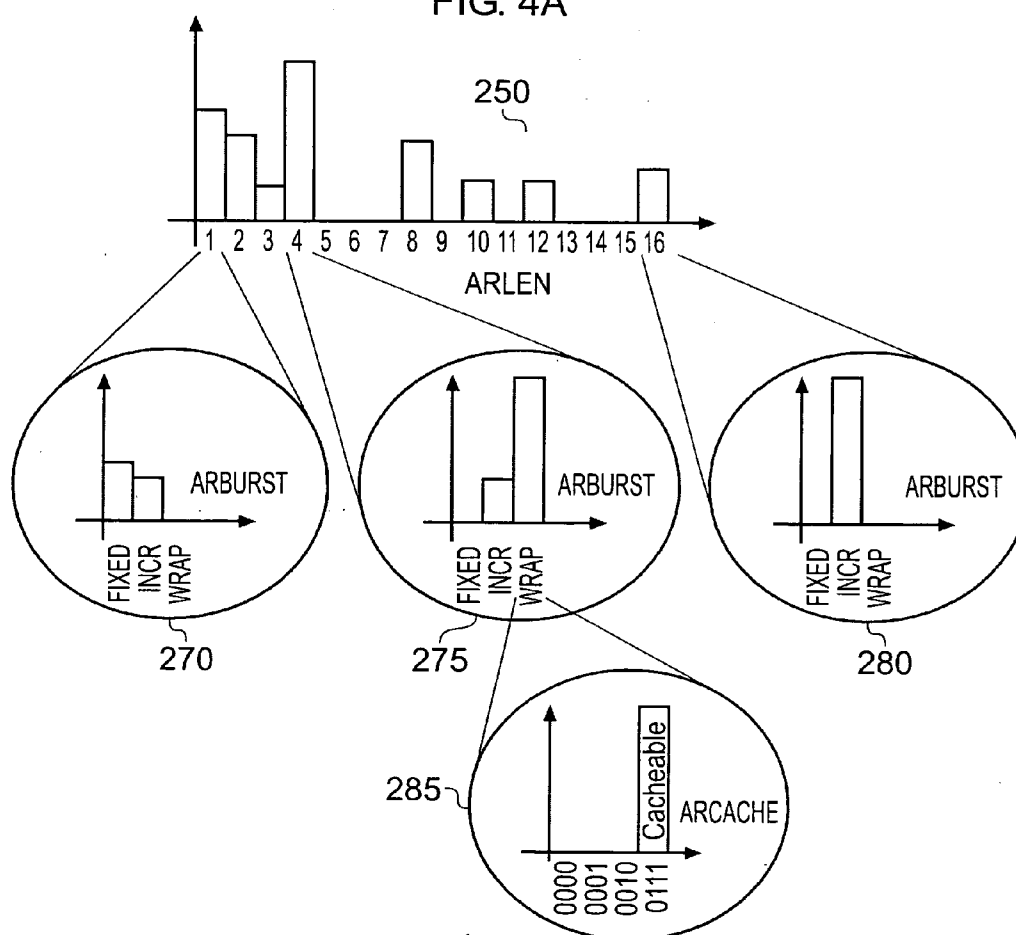 FIG. 4A
250
1 2 3 4 5 6 7 8 9 10 11 12 13 14 15 16
ARLEN
ARBURST
FIXED
INCR
WRAP
270
ARBURST
FIXED
INCR
WRAP
275
ARBURST
FIXED
INCR
WRAP
280
285
Cacheable
ARCACHE
0000
0001
0010
0111